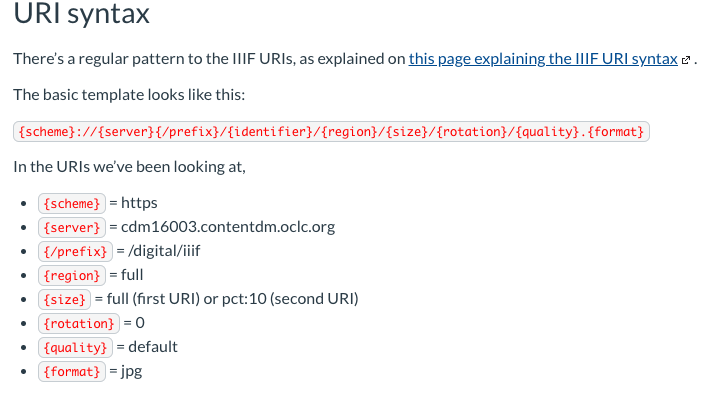 URI syntax
There's a regular pattern to the IIIF URIs, as explained on this page explaining the IIIF URI syntax .
The basic template looks like this:
{scheme}://{server}{/prefix}/{identifier}/{region}/{size}/{rotation}/{quality}.{format}
In the URIs we've been looking at,
• {scheme} = https
• {server} = cdm16003.contentdm.oclc.org
• {/prefix} = /digital/iiif
• {region} = full
• {size} = full (first URI) or pct:10 (second URI)
• {rotation} = 0
• {quality} = default
• {format} = jpg